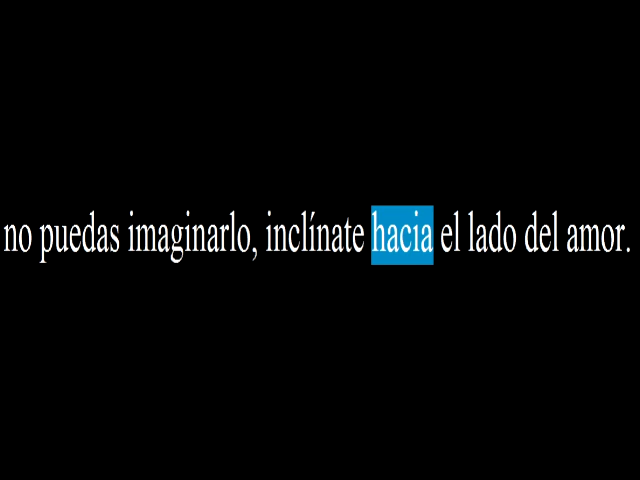 no puedas imaginarlo, inclínate hacia el lado del amor.